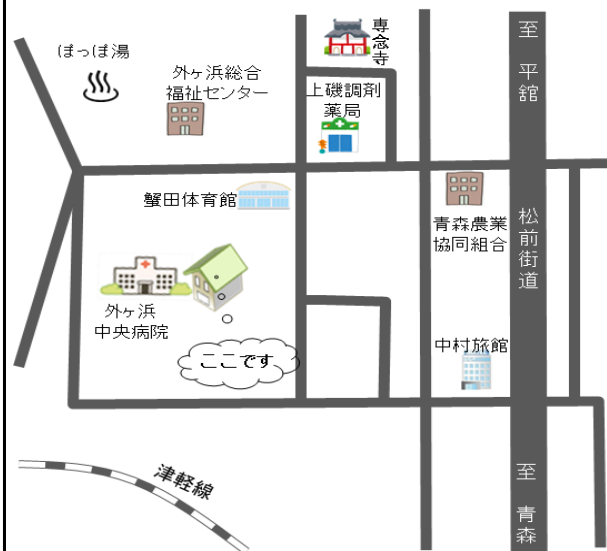 専念寺
至 平舘
ぽっぽ湯
外ヶ浜総合
福祉センター
上磯調剤
薬局
蟹田体育館
青森農業
協同組合
松前街道
外ヶ浜
中央病院
中村旅館
ここです
津軽線
至 青森